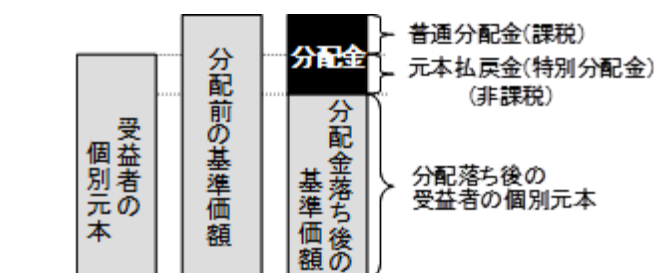 受益者の
個別元本
分配前の基準価額
分配金
分配金落ち後の
基準価額
普通分配金(課税)
元本払戻金(特別分配金)
(非課税)
分配落ち後の
受益者の個別元本